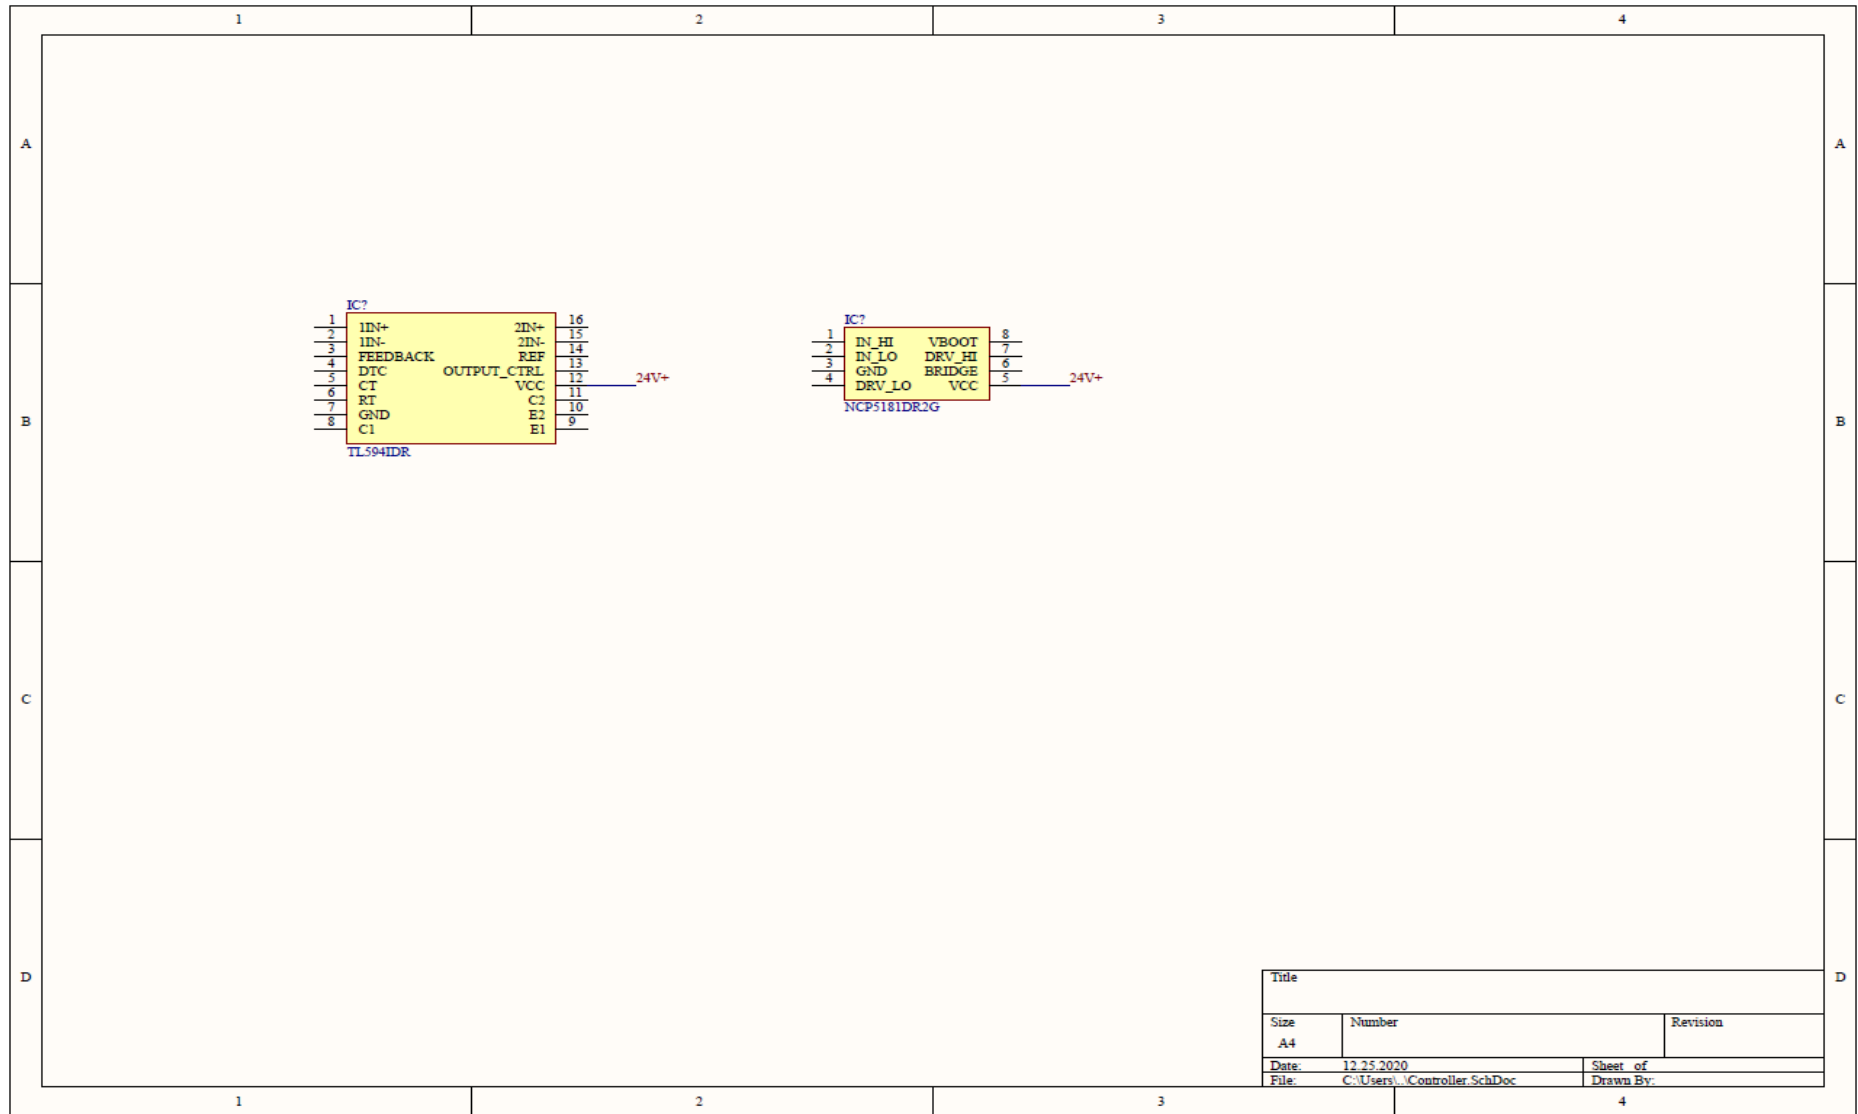 1 2 3 4
A A
IC?
1 1IN+ 2IN+ 16
2 1IN- 2IN- 15
3 FEEDBACK REF 14
4 DTC OUTPUT_CTRL 13
5 CT VCC 12 24V+
6 RT C2 11
7 GND E2 10
8 C1 E1 9
TL594IDR
IC?
1 IN_HI VBOOT 8
2 IN_LO DRV_HI 7
3 GND BRIDGE 6
4 DRV_LO VCC 5 24V+
NCP5181DR2G
B B
C C
D D
Title
Size Number Revision
A4
Date: 12.25.2020 Sheet of
File: C:\Users\..\Controller.SchDoc Drawn By:
1 2 3 4